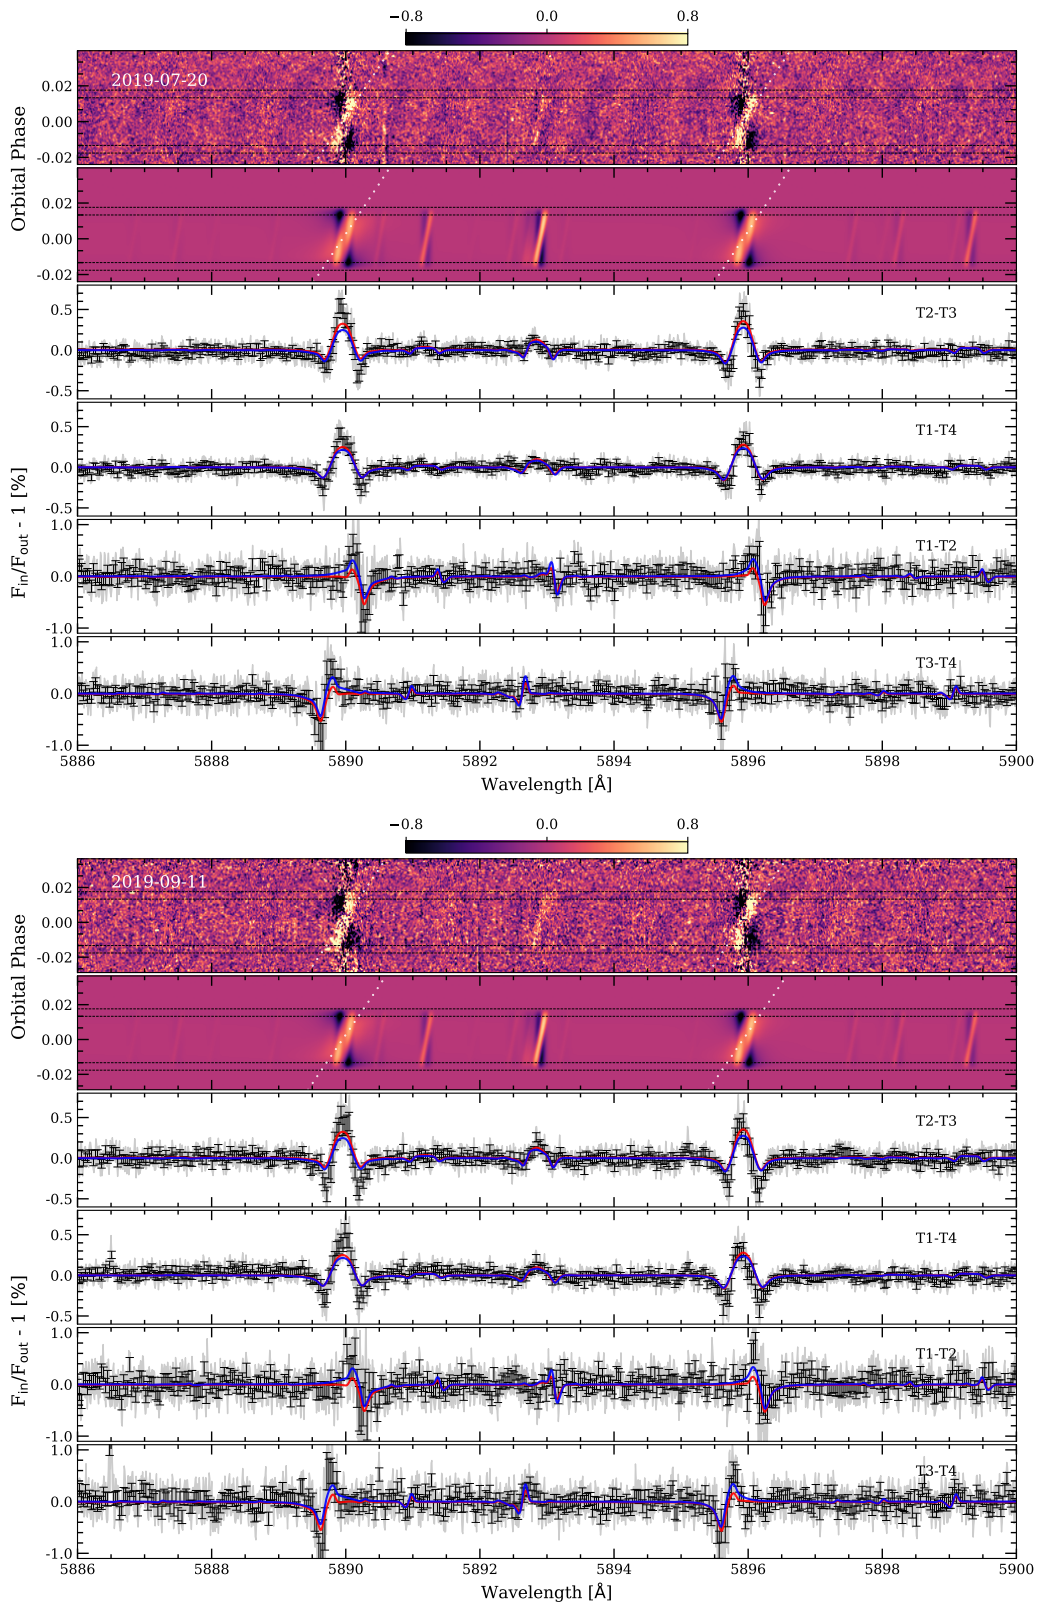 −0.8 0.0 0.8
2019-07-20
0.02
0.00
-0.02
Orbital Phase
0.02
0.00
-0.02
T2-T3
0.5
0.0
-0.5
T1-T4
0.5
0.0
-0.5
F_in/F_out - 1 [%]
T1-T2
1.0
0.0
-1.0
T3-T4
1.0
0.0
-1.0
5886 5888 5890 5892 5894 5896 5898 5900
Wavelength [Å]
−0.8 0.0 0.8
2019-09-11
0.02
0.00
-0.02
Orbital Phase
0.02
0.00
-0.02
T2-T3
0.5
0.0
-0.5
T1-T4
0.5
0.0
-0.5
F_in/F_out - 1 [%]
T1-T2
1.0
0.0
-1.0
T3-T4
1.0
0.0
-1.0
5886 5888 5890 5892 5894 5896 5898 5900
Wavelength [Å]